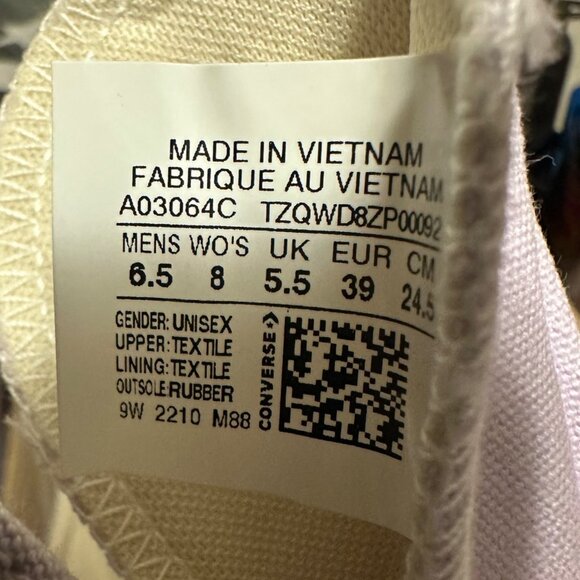 MADE IN VIETNAM
FABRIQUE AU VIETNAM
A03064C TZQWD8ZP00092
MENS WO'S UK EUR CM
6.5 8 5.5 39 24.5
GENDER: UNISEX
UPPER: TEXTILE
LINING: TEXTILE
OUTSOLE: RUBBER
9W 2210 M88
CONVERSE